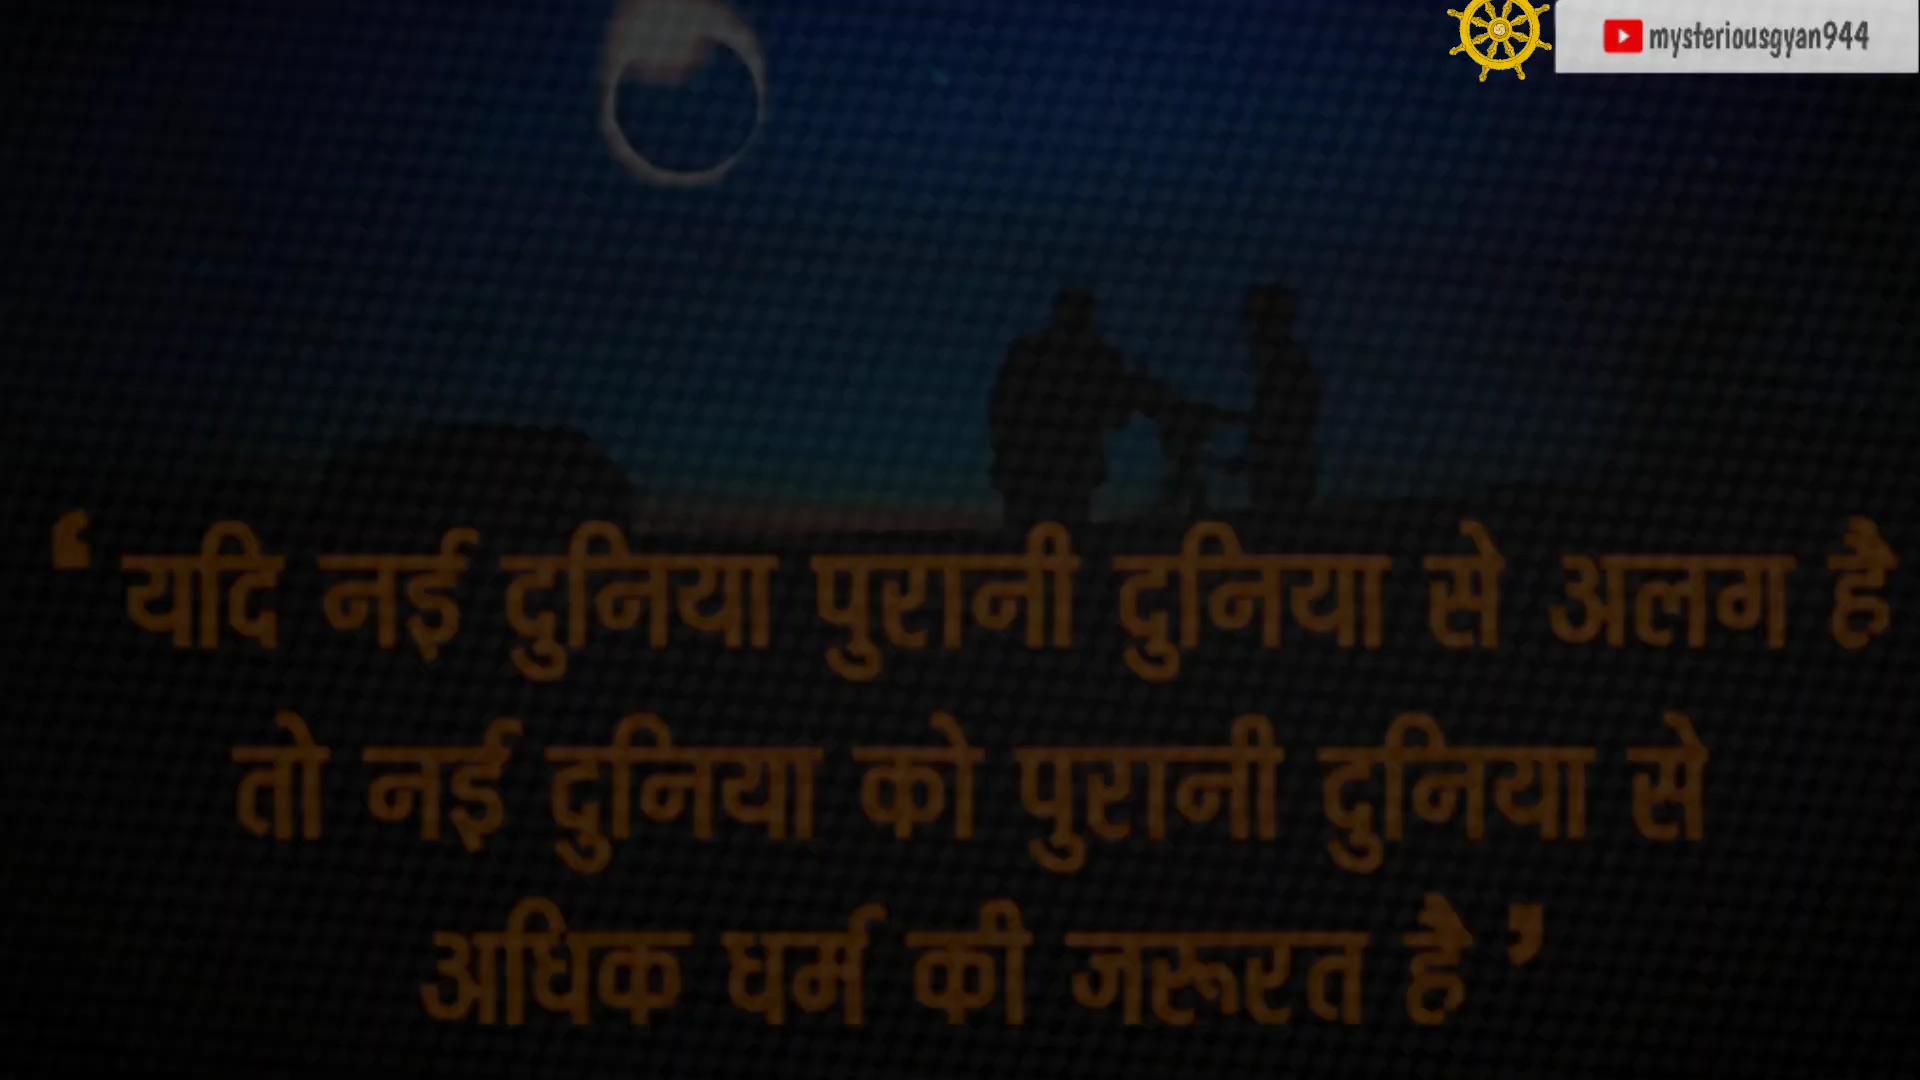 mysteriousgyan944
‘ यदि नई दुनिया पुरानी दुनिया से अलग है
तो नई दुनिया को पुरानी दुनिया से
अधिक धर्म की जरूरत है ’